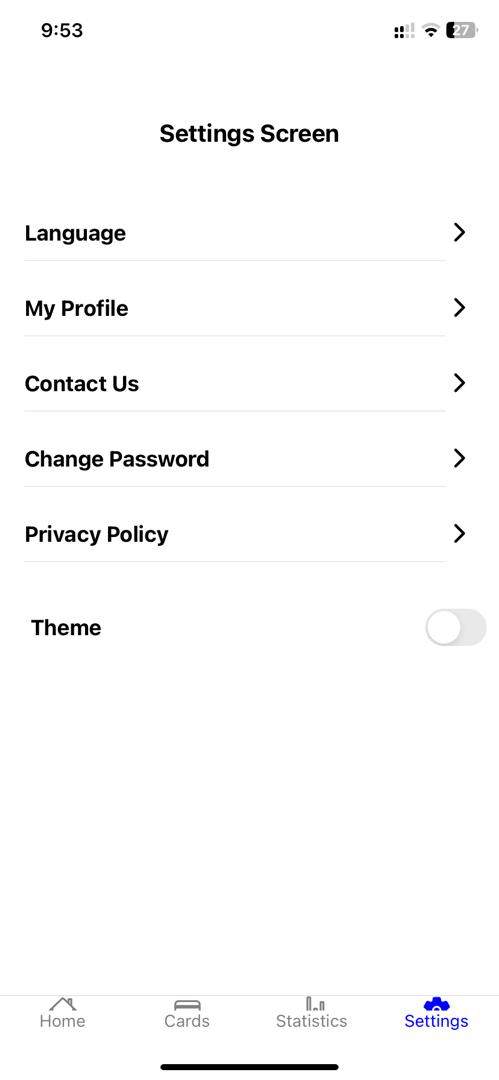 9:53
27
Settings Screen
Language
My Profile
Contact Us
Change Password
Privacy Policy
Theme
Home Cards Statistics Settings